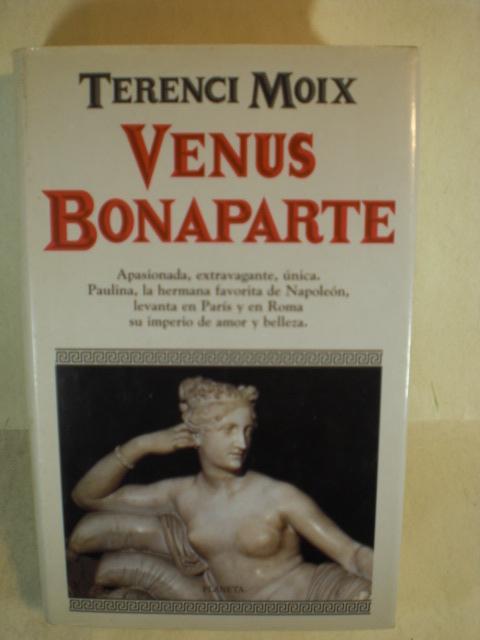 TERENCI MOIX
VENUS
BONAPARTE
Apasionada, extravagante, única.
Paulina, la hermana favorita de Napoleón,
levanta en París y en Roma
su imperio de amor y belleza.
PLANETA